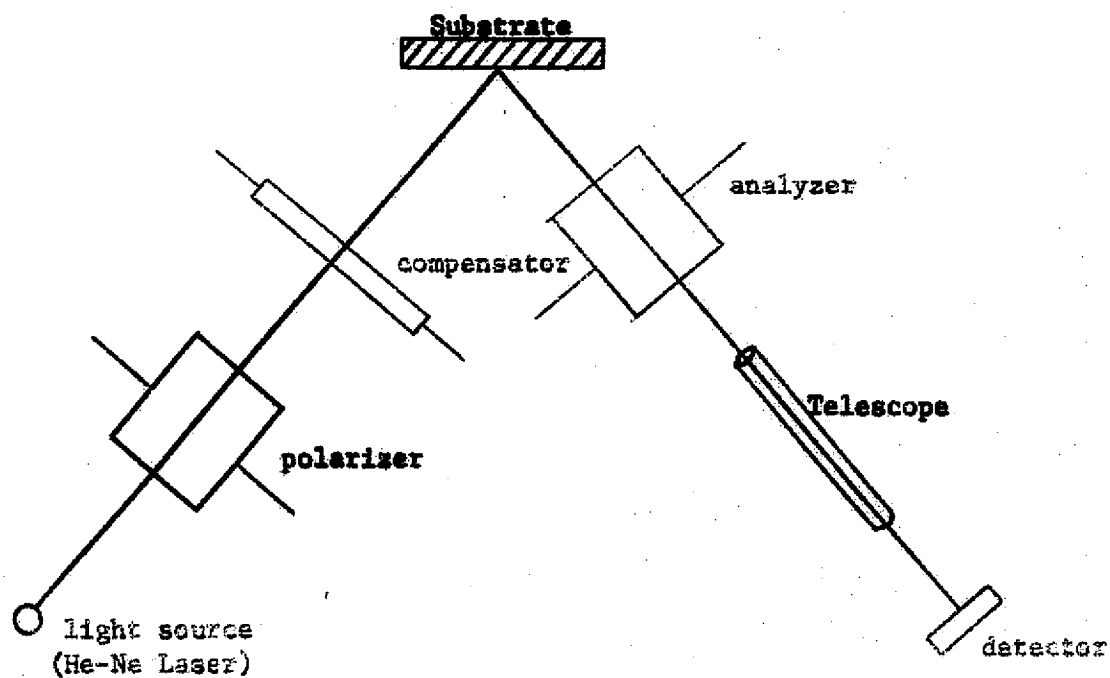 Substrate
analyzer
compensator
Telescope
polarizer
light source
(He-Ne Laser)
detector